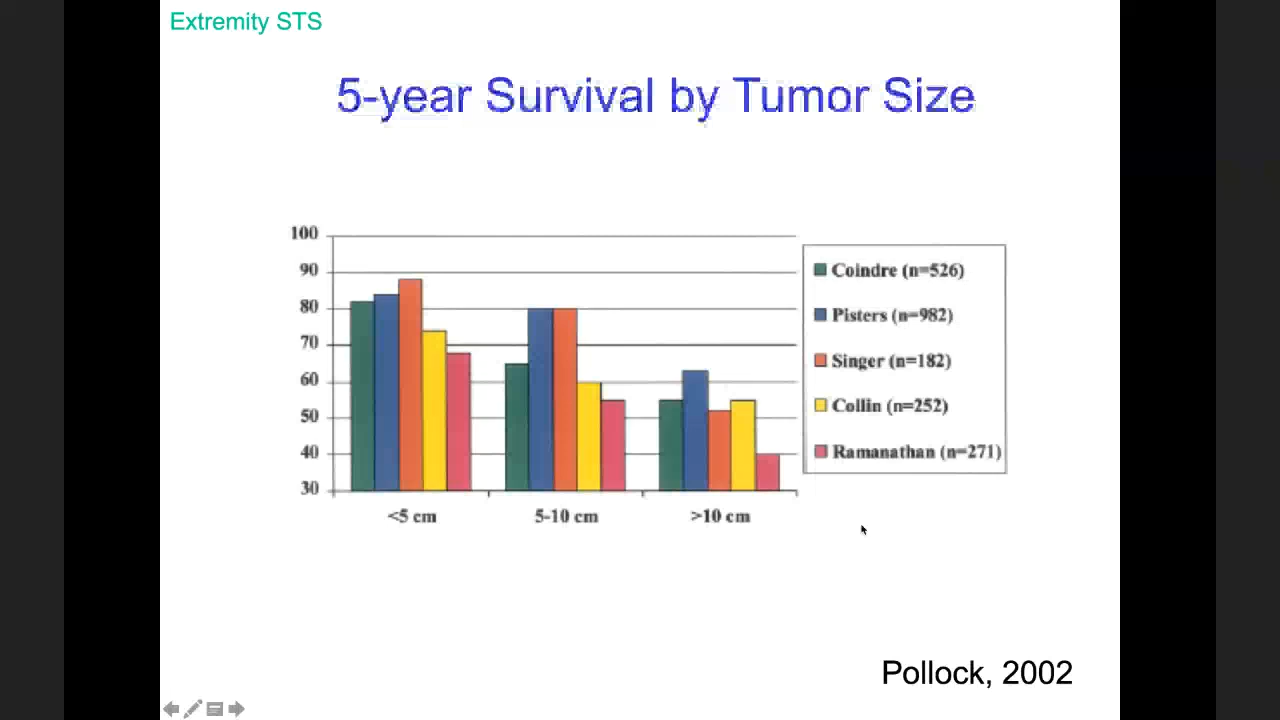 Extremity STS
5-year Survival by Tumor Size
100
90
80
70
60
50
40
30
<5 cm
5-10 cm
>10 cm
Coindre (n=526)
Pisters (n=982)
Singer (n=182)
Collin (n=252)
Ramanathan (n=271)
Pollock, 2002